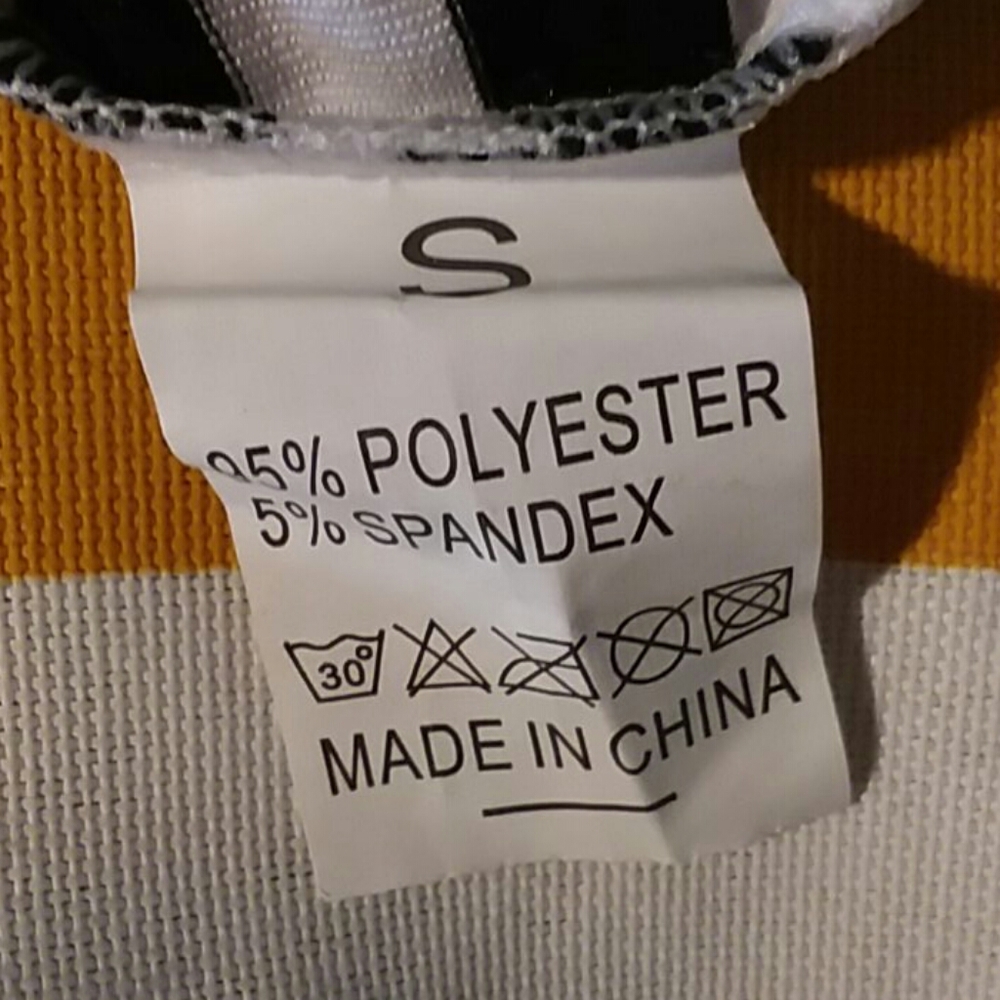 S
95% POLYESTER
5% SPANDEX
30°
MADE IN CHINA